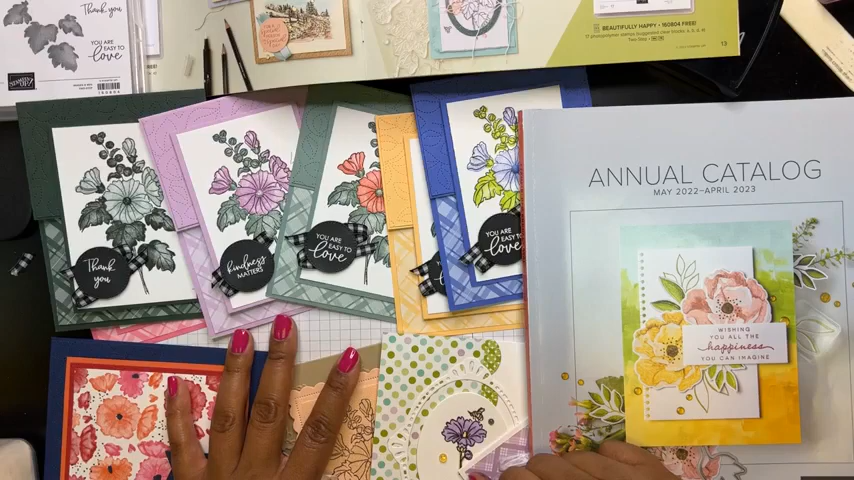 Thank you
YOU ARE
EASY TO
love
STAMPIN' UP!
BEAUTIFULLY HAPPY • 160804 FREE!
13
ANNUAL CATALOG
MAY 2022–APRIL 2023
Thank
you
kindness
MATTERS
YOU ARE
EASY TO
love
YOU ARE
EASY TO
love
WISHING
YOU ALL THE
happiness
YOU CAN IMAGINE